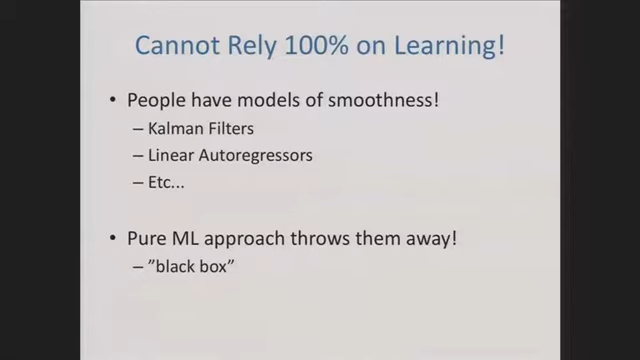 Cannot Rely 100% on Learning!
• People have models of smoothness!
– Kalman Filters
– Linear Autoregressors
– Etc...
• Pure ML approach throws them away!
– ”black box”